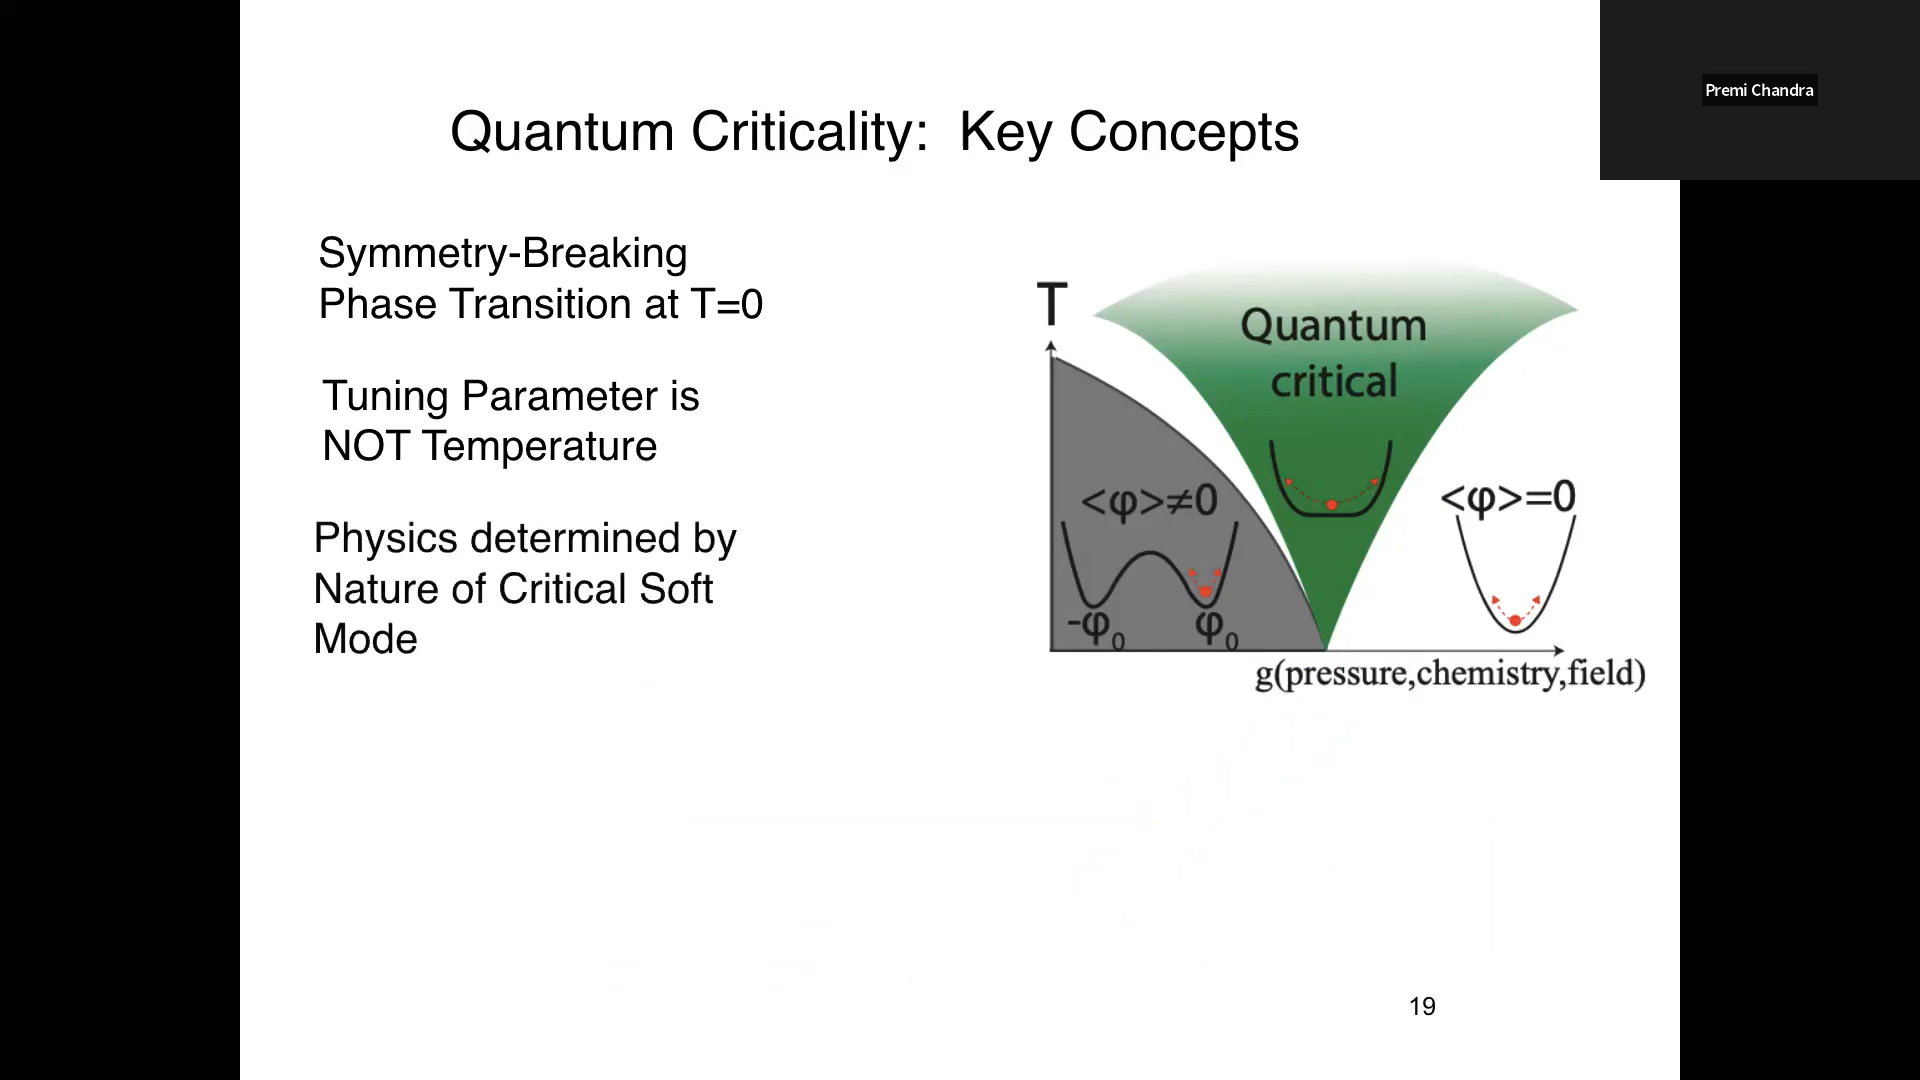 Premi Chandra
Quantum Criticality: Key Concepts
Symmetry-Breaking
Phase Transition at T=0
Tuning Parameter is
NOT Temperature
Physics determined by
Nature of Critical Soft
Mode
T
Quantum
critical
<φ>≠0
<φ>=0
-φ₀
φ₀
g(pressure,chemistry,field)
19